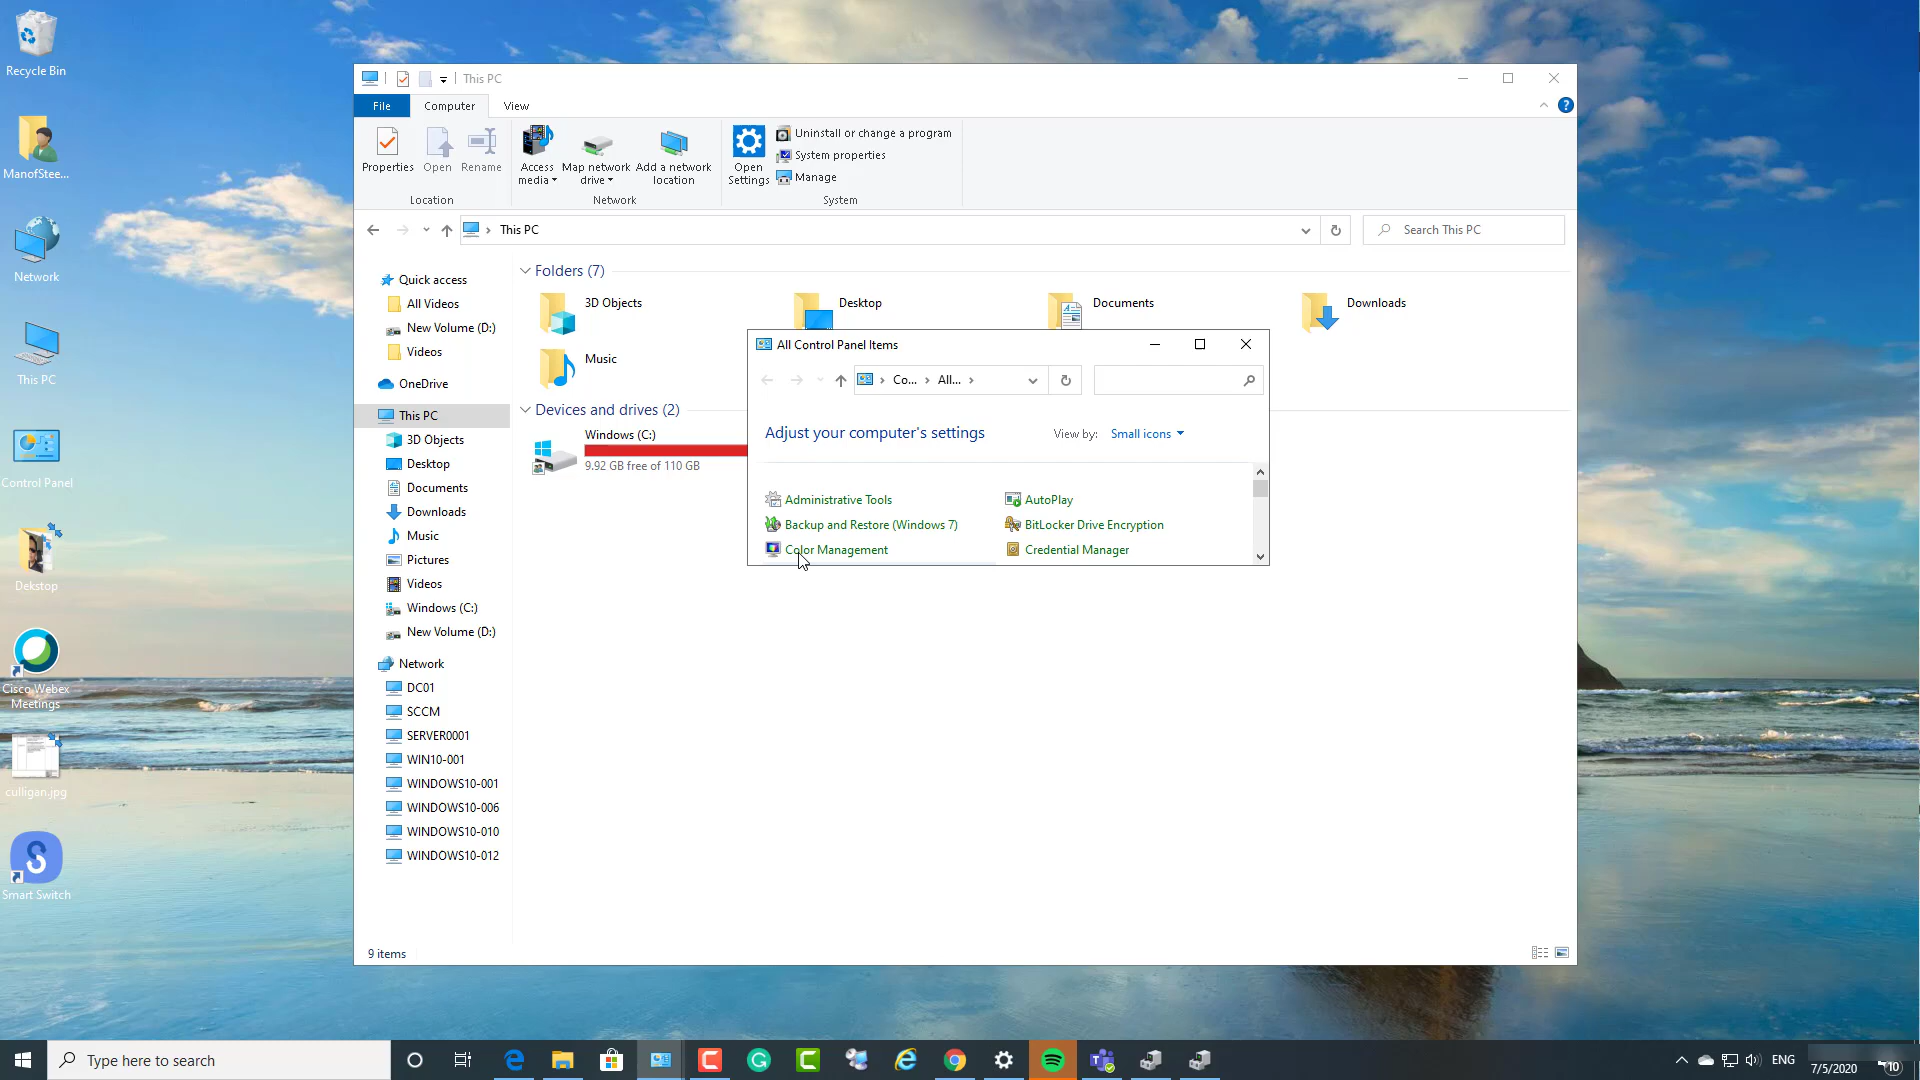 Recycle Bin
ManofStee...
Network
This PC
Control Panel
Dekstop
Cisco Webex
Meetings
culligan.jpg
Smart Switch
This PC
File
Computer
View
Properties
Open
Rename
Location
Access
media
Map network
drive
Add a network
location
Network
Open
Settings
Uninstall or change a program
System properties
Manage
System
This PC
Search This PC
Quick access
All Videos
New Volume (D:)
Videos
OneDrive
This PC
3D Objects
Desktop
Documents
Downloads
Music
Pictures
Videos
Windows (C:)
New Volume (D:)
Network
DC01
SCCM
SERVER0001
WIN10-001
WINDOWS10-001
WINDOWS10-006
WINDOWS10-010
WINDOWS10-012
Folders (7)
3D Objects
Desktop
Documents
Downloads
Music
Devices and drives (2)
Windows (C:)
9.92 GB free of 110 GB
All Control Panel Items
Co...
All...
Adjust your computer's settings
View by:
Small icons
Administrative Tools
AutoPlay
Backup and Restore (Windows 7)
BitLocker Drive Encryption
Color Management
Credential Manager
9 items
Type here to search
ENG
7/5/2020
10